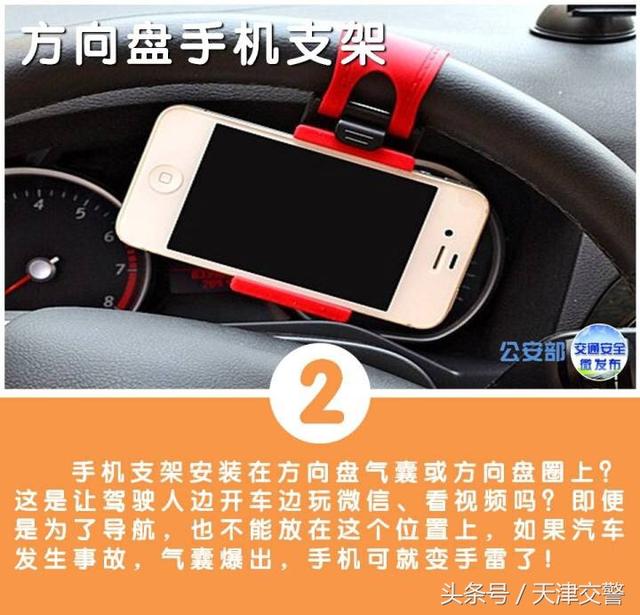 方向盘手机支架
4
5
6
7
8
公安部
交通安全
微发布
2
手机支架安装在方向盘气囊或方向盘圈上？
这是让驾驶人边开车边玩微信、看视频吗？即便
是为了导航，也不能放在这个位置上，如果汽车
发生事故，气囊爆出，手机可就变手雷了！
头条号 / 天津交警